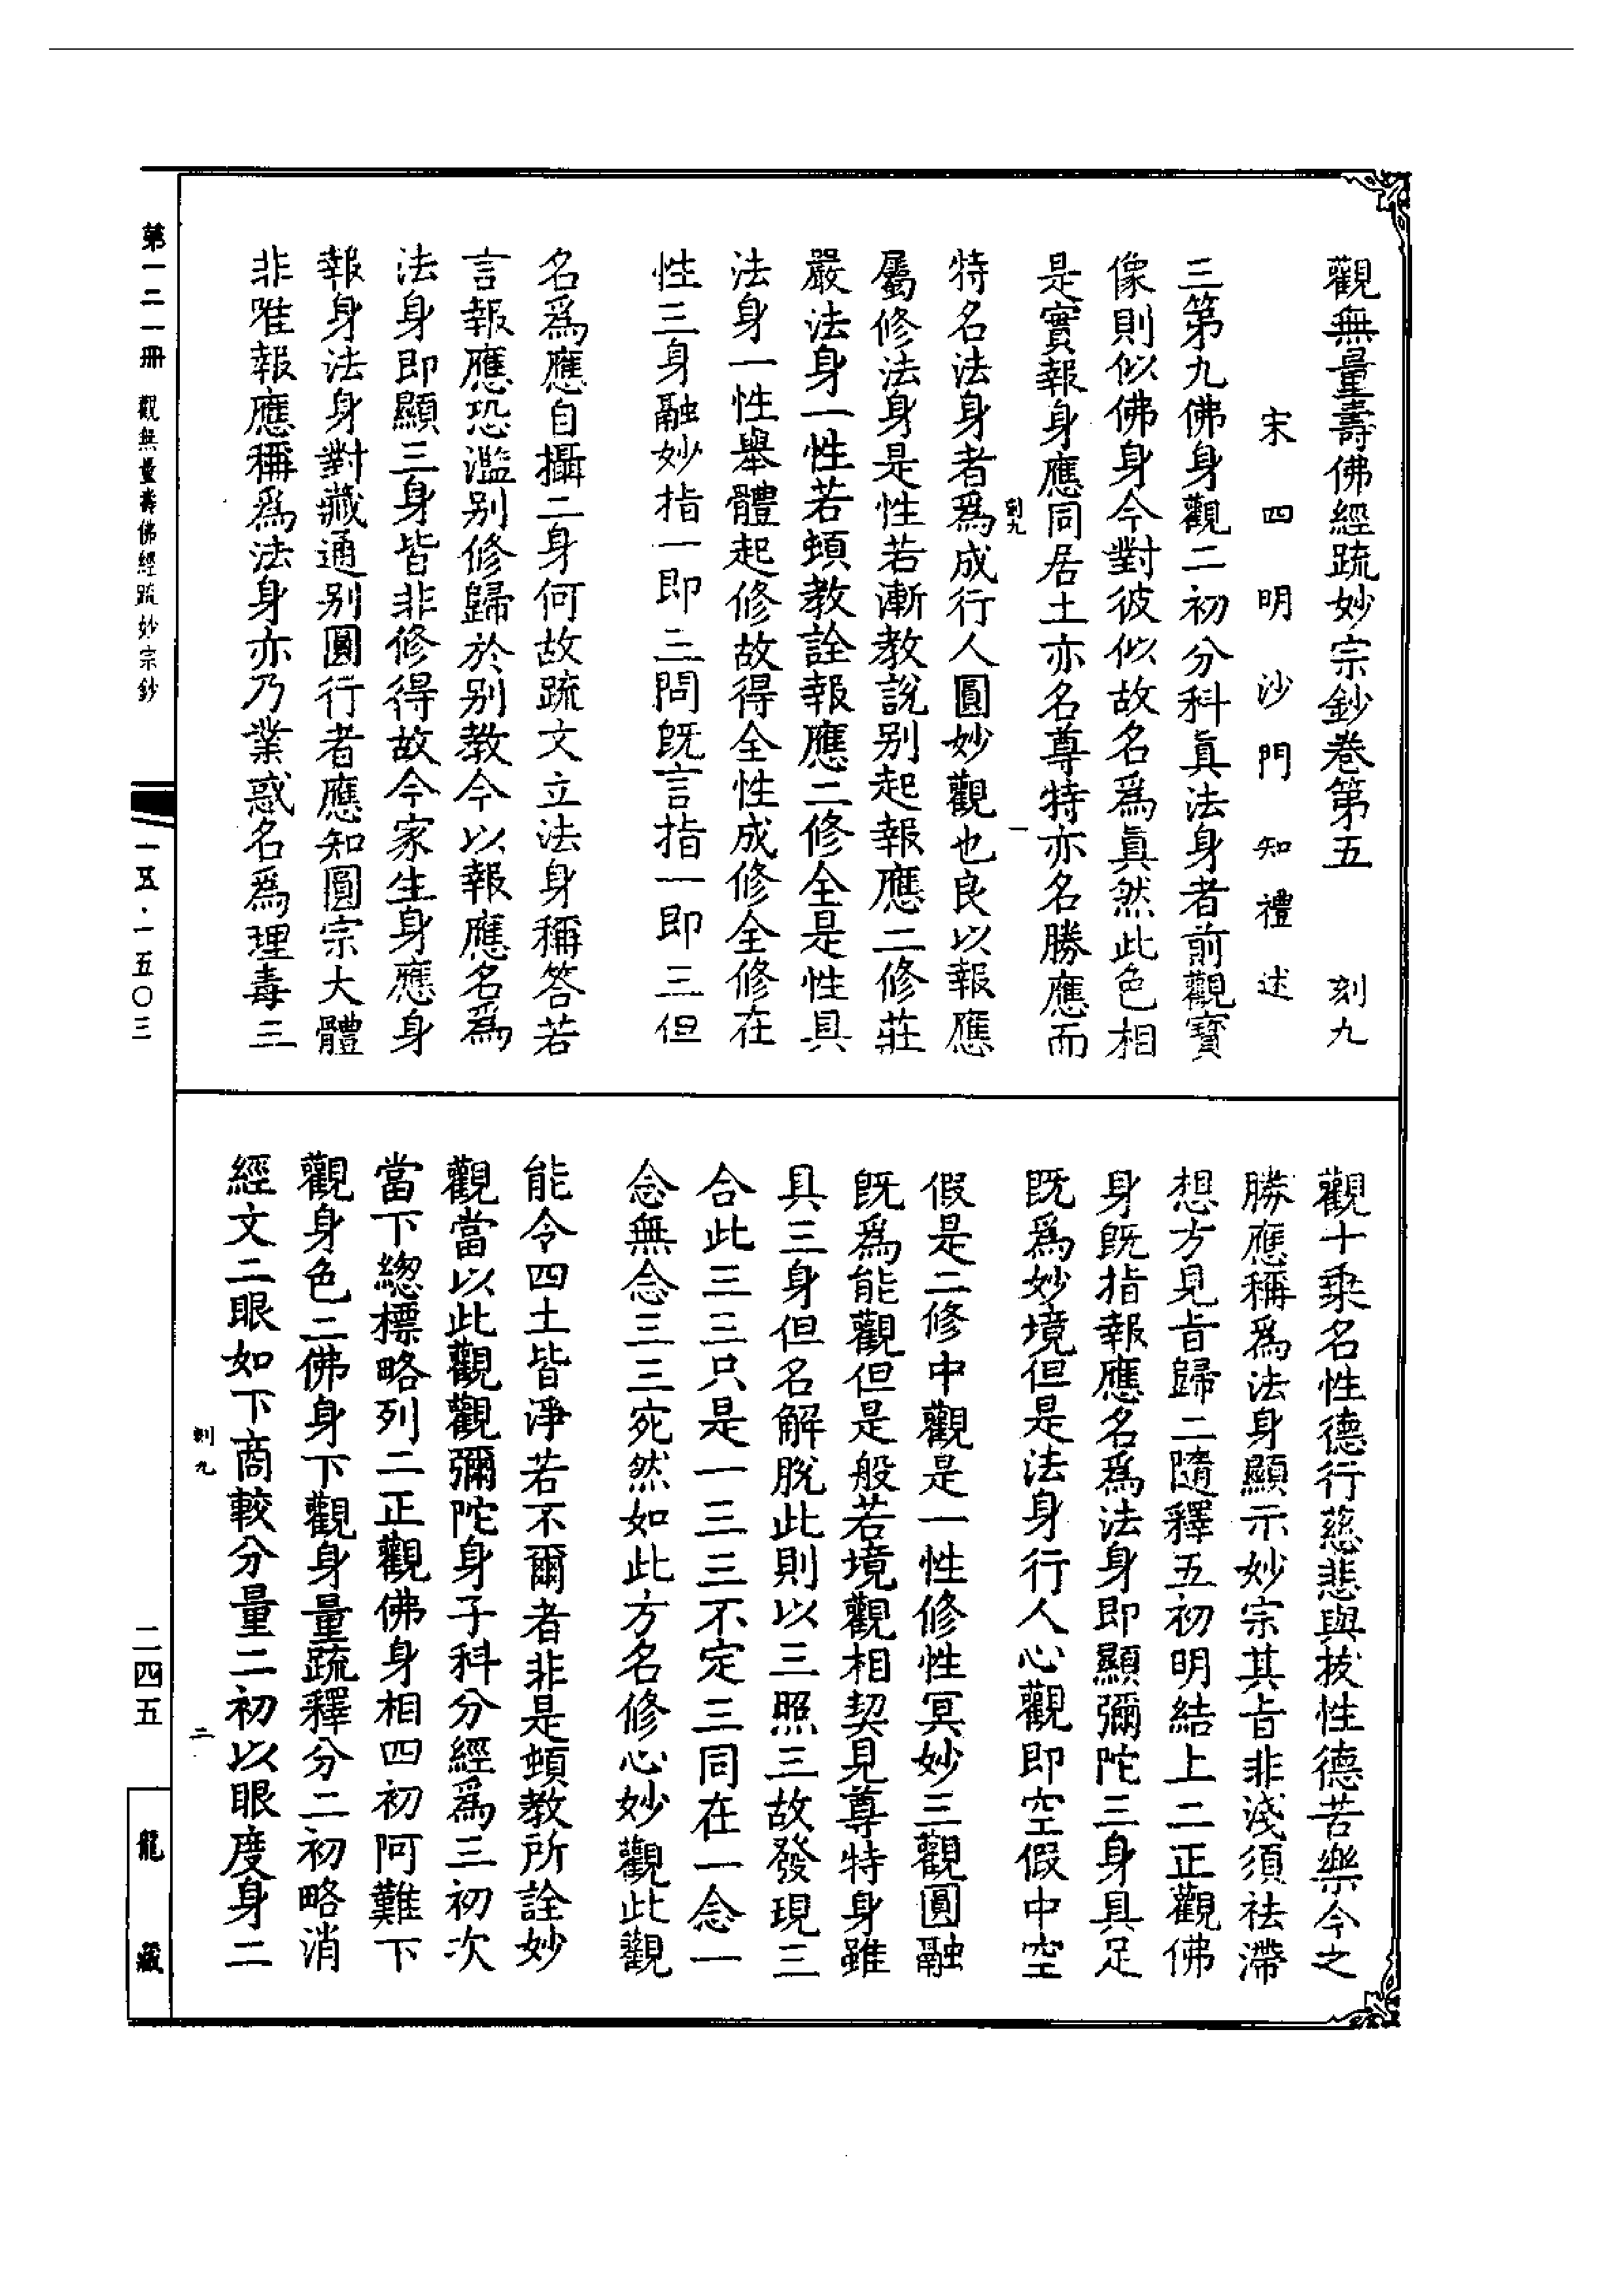 觀無量壽佛經疏妙宗鈔卷第五 刻九
宋四明沙門知禮述
三第九佛身觀二初分科眞法身者前觀寶
像則似佛身今對彼似故名爲眞然此色相
是實報身應同居土亦名尊特亦名勝應而
刻九 一
特名法身者爲成行人圓妙觀也良以報應
屬修法身是性若漸教說别起報應二修莊
嚴法身一性若頓教詮報應二修全是性具
法身一性舉體起修故得全性成修全修在
性三身融妙指一即三問旣言指一即三但
名爲應自攝二身何故疏文立法身稱答若
言報應恐濫别修歸於别教今以報應名爲
法身即顯三身皆非修得故今家生身應身
報身法身對藏通别圓行者應知圓宗大體
非唯報應稱爲法身亦乃業惑名爲理毒三
觀十乘名性德行慈悲與拔性德苦樂今之
勝應稱爲法身顯示妙宗其旨非淺須袪滯
想方見旨歸二隨釋五初明結上二正觀佛
身旣指報應名爲法身即顯彌陀三身具足
旣爲妙境但是法身行人心觀即空假中空
假是二修中觀是一性修性冥妙三觀圓融
旣爲能觀但是般若境觀相契見尊特身雖
具三身但名解脫此則以三照三故發現三
合此三三只是一三三不定三同在一念一
念無念三三宛然如此方名修心妙觀此觀
能令四土皆淨若不爾者非是頓教所詮妙
觀當以此觀觀彌陀身子科分經爲三初次
當下緫標略列二正觀佛身相四初阿難下
觀身色二佛身下觀身量疏釋分二初略消
經文二眼如下商較分量二初以眼度身二
刻九 二
第一二一冊 觀無量壽佛經疏妙宗鈔
一五·一五〇三
二四五
龍藏